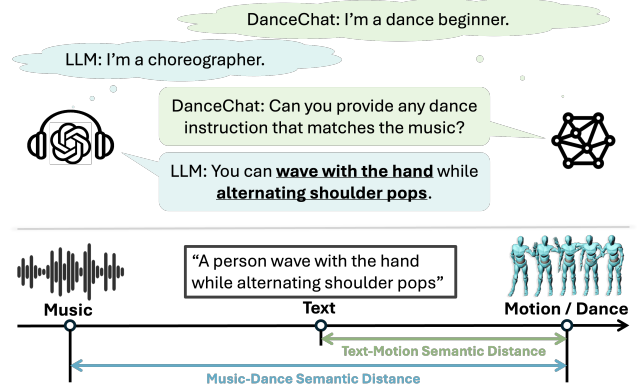 DanceChat: I'm a dance beginner.
LLM: I'm a choreographer.
DanceChat: Can you provide any dance
instruction that matches the music?
LLM: You can wave with the hand while
alternating shoulder pops.
"A person wave with the hand
while alternating shoulder pops"
Music
Text
Motion / Dance
Text-Motion Semantic Distance
Music-Dance Semantic Distance